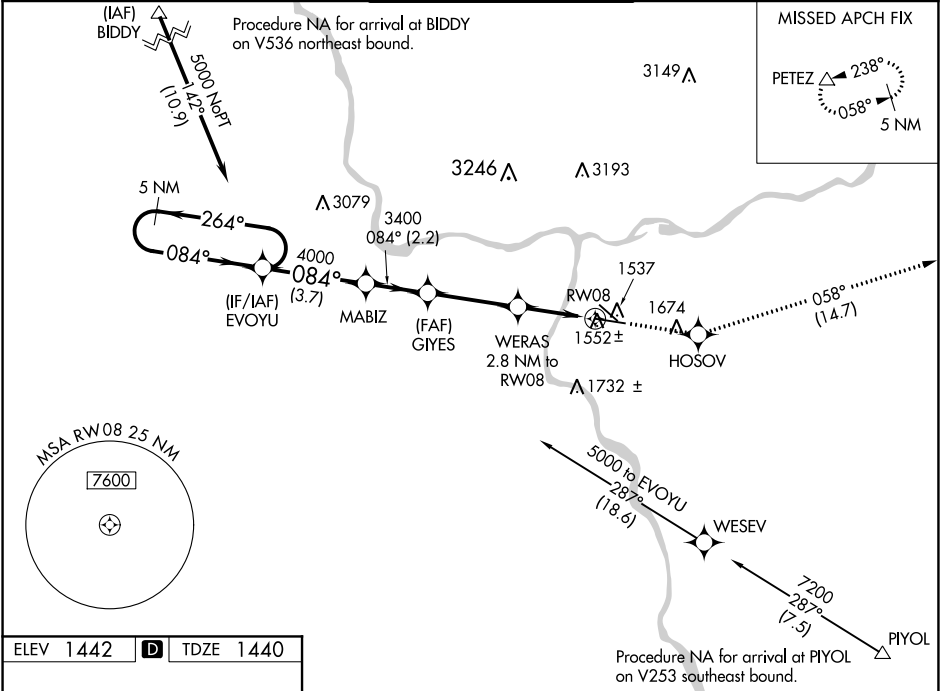 (IAF)
BIDDY
Procedure NA for arrival at BIDDY
on V536 northeast bound.
5000 NoPT
142°
(10.9)
MISSED APCH FIX
PETEZ
238°
058°
5 NM
3149
3246
3193
3079
5 NM
264°
084°
3400
084° (2.2)
4000
084°
(3.7)
(IF/IAF)
EVOYU
MABIZ
(FAF)
GIYES
WERAS
2.8 NM to
RW08
RW08
1537
1552 ±
1674
HOSOV
058°
(14.7)
1732 ±
MSA RW08 25 NM
7600
5000 to EVOYU
287°
(18.6)
WESEV
7200
287°
(7.5)
PIYOL
Procedure NA for arrival at PIYOL
on V253 southeast bound.
ELEV 1442 D TDZE 1440